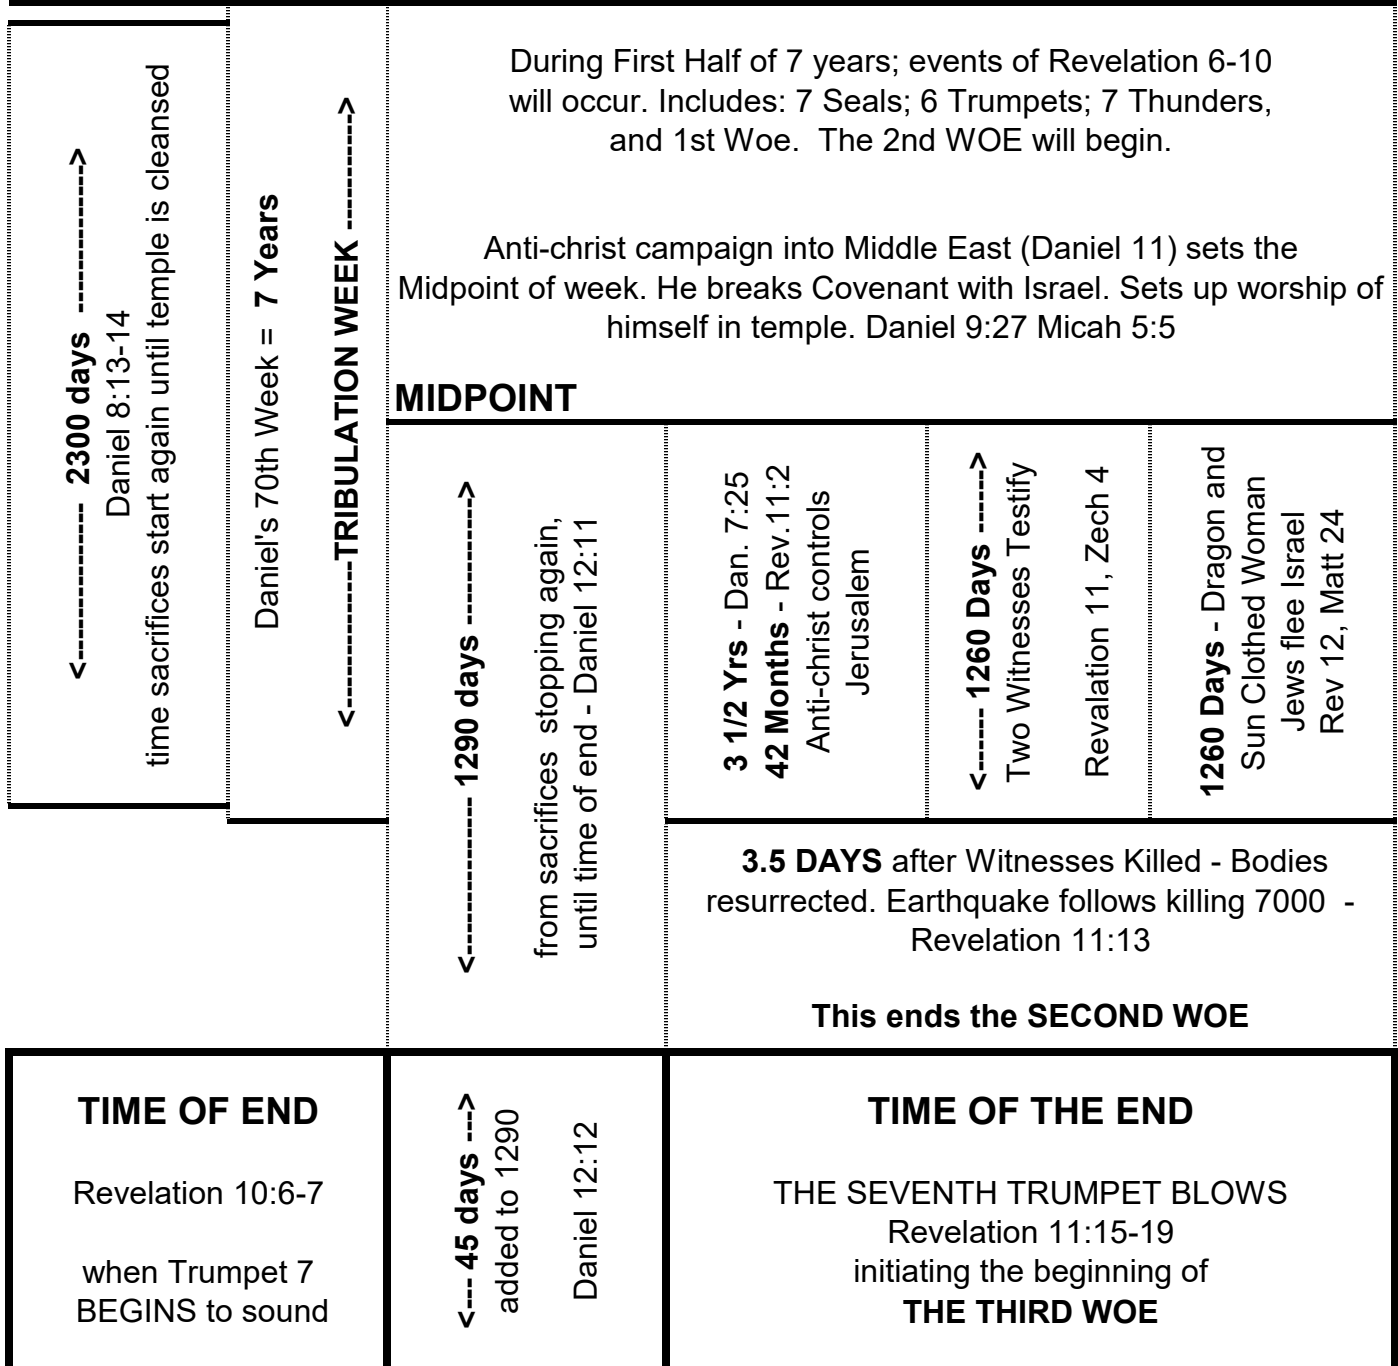 <-------------- 2300 days -------------->
Daniel 8:13-14
time sacrifices start again until temple is cleansed
Daniel's 70th Week = 7 Years
<------------TRIBULATION WEEK ------------>
During First Half of 7 years; events of Revelation 6-10
will occur. Includes: 7 Seals; 6 Trumpets; 7 Thunders,
and 1st Woe. The 2nd WOE will begin.
Anti-christ campaign into Middle East (Daniel 11) sets the
Midpoint of week. He breaks Covenant with Israel. Sets up worship of
himself in temple. Daniel 9:27 Micah 5:5
MIDPOINT
<-------------- 1290 days ------------>
from sacrifices stopping again,
until time of end - Daniel 12:11
3 1/2 Yrs - Dan. 7:25
42 Months - Rev.11:2
Anti-christ controls
Jerusalem
<------ 1260 Days ------>
Two Witnesses Testify
Revalation 11, Zech 4
1260 Days - Dragon and
Sun Clothed Woman
Jews flee Israel
Rev 12, Matt 24
3.5 DAYS after Witnesses Killed - Bodies
resurrected. Earthquake follows killing 7000 -
Revelation 11:13
This ends the SECOND WOE
TIME OF END
Revelation 10:6-7
when Trumpet 7
BEGINS to sound
<--- 45 days --->
added to 1290
Daniel 12:12
TIME OF THE END
THE SEVENTH TRUMPET BLOWS
Revelation 11:15-19
initiating the beginning of
THE THIRD WOE